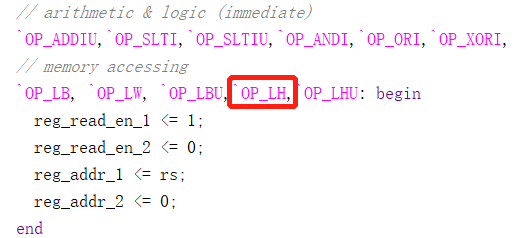 // arithmetic & logic (immediate)
`OP_ADDIU,`OP_SLTI,`OP_SLTIU,`OP_ANDI,`OP_ORI,`OP_XORI,
// memory accessing
`OP_LB, `OP_LW, `OP_LBU,`OP_LH,`OP_LHU: begin
reg_read_en_1 <= 1;
reg_read_en_2 <= 0;
reg_addr_1 <= rs;
reg_addr_2 <= 0;
end